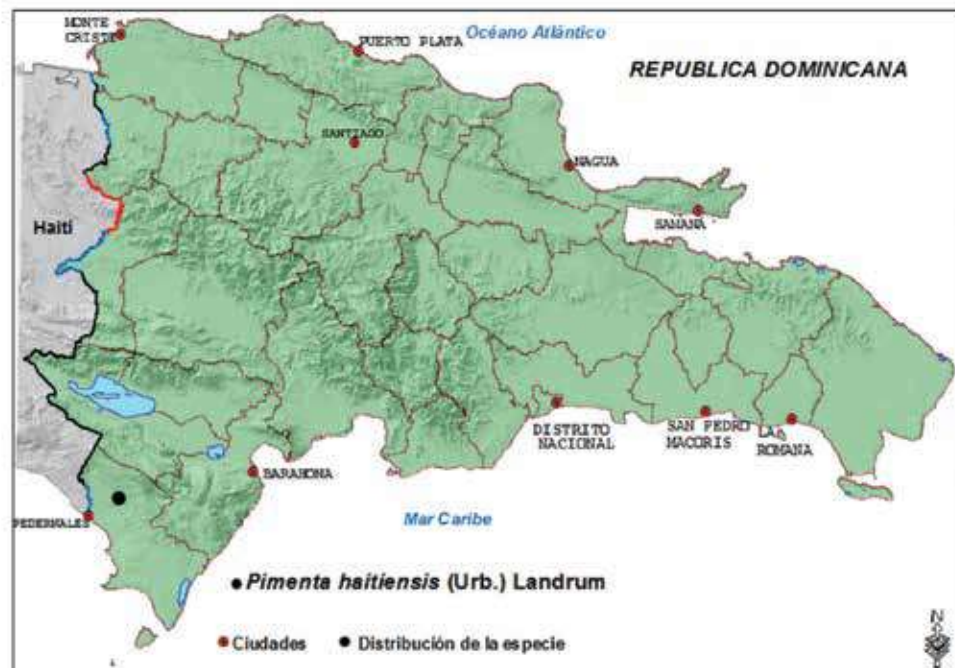 MONTE
CRISTI
PUERTO PLATA
Océano Atlántico
REPUBLICA DOMINICANA
SANTIAGO
NAGUA
SAMANA
Haití
DISTRITO
NACIONAL
SAN PEDRO
MACORIS
LA
ROMANA
BARAHONA
PEDERNALES
Mar Caribe
Pimenta haitiensis (Urb.) Landrum
Ciudades
Distribución de la especie